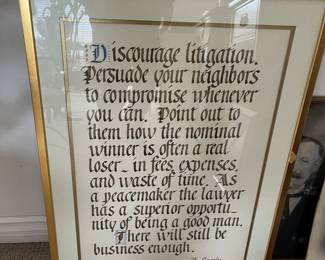 Discourage litigation.
Persuade your neighbors
to compromise whenever
you can. Point out to
them how the nominal
winner is often a real
loser_ in fees, expenses,
and waste of time. As
a peacemaker the lawyer
has a superior opportu_
nity of being a good man.
There will still be
business enough.